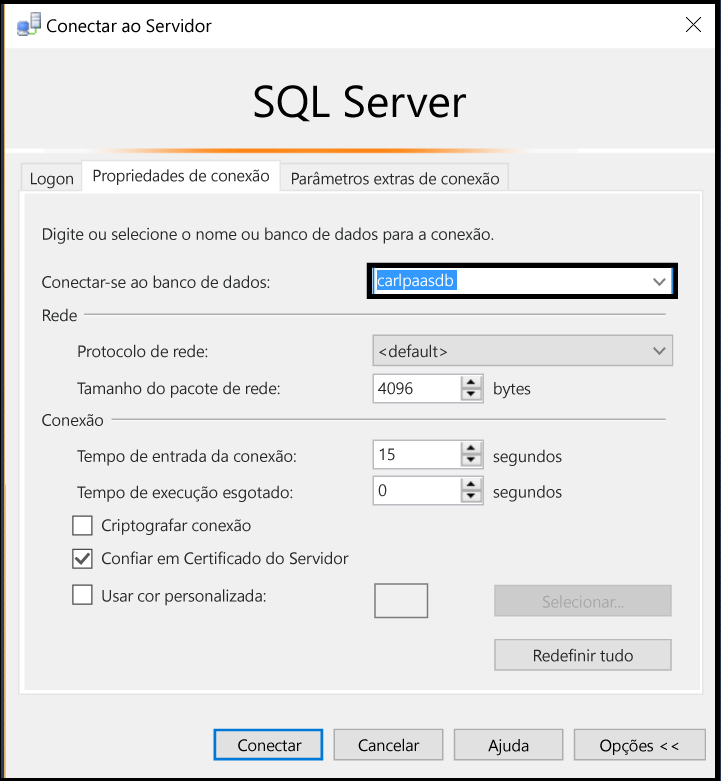 Conectar ao Servidor
SQL Server
Logon Propriedades de conexão Parâmetros extras de conexão
Digite ou selecione o nome ou banco de dados para a conexão.
Conectar-se ao banco de dados: carlpaasdb
Rede
Protocolo de rede: <default>
Tamanho do pacote de rede: 4096 bytes
Conexão
Tempo de entrada da conexão: 15 segundos
Tempo de execução esgotado: 0 segundos
Criptografar conexão
Confiar em Certificado do Servidor
Usar cor personalizada: Selecionar...
Redefinir tudo
Conectar Cancelar Ajuda Opções <<